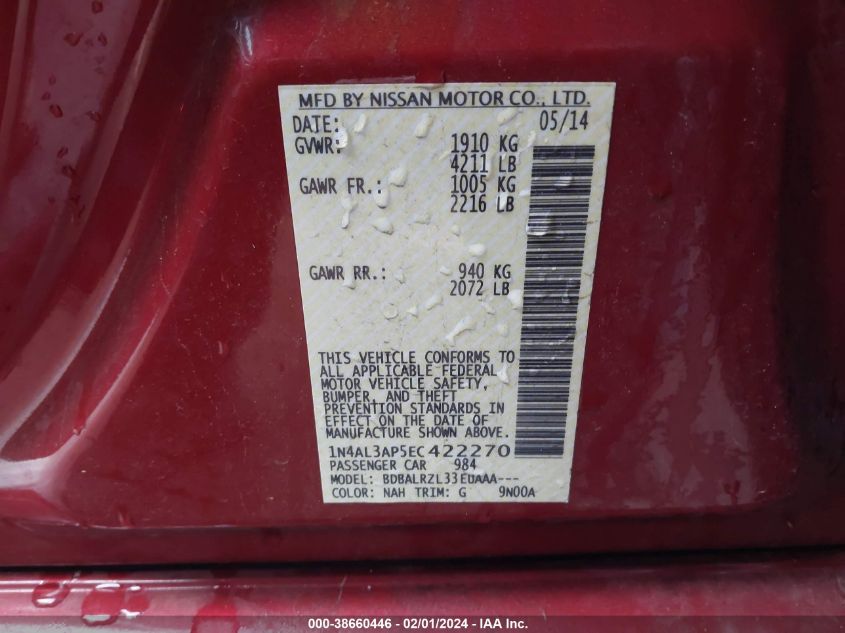 MFD BY NISSAN MOTOR CO., LTD.
DATE: 05/14
GVWR: 1910 KG
4211 LB
GAWR FR.: 1005 KG
2216 LB
GAWR RR.: 940 KG
2072 LB
THIS VEHICLE CONFORMS TO
ALL APPLICABLE FEDERAL
MOTOR VEHICLE SAFETY,
BUMPER, AND THEFT
PREVENTION STANDARDS IN
EFFECT ON THE DATE OF
MANUFACTURE SHOWN ABOVE.
1N4AL3AP5EC422270
PASSENGER CAR 984
MODEL: BDBALRZL33EUAAA---
COLOR: NAH TRIM: G 9N00A
000-38660446 - 02/01/2024 - IAA Inc.